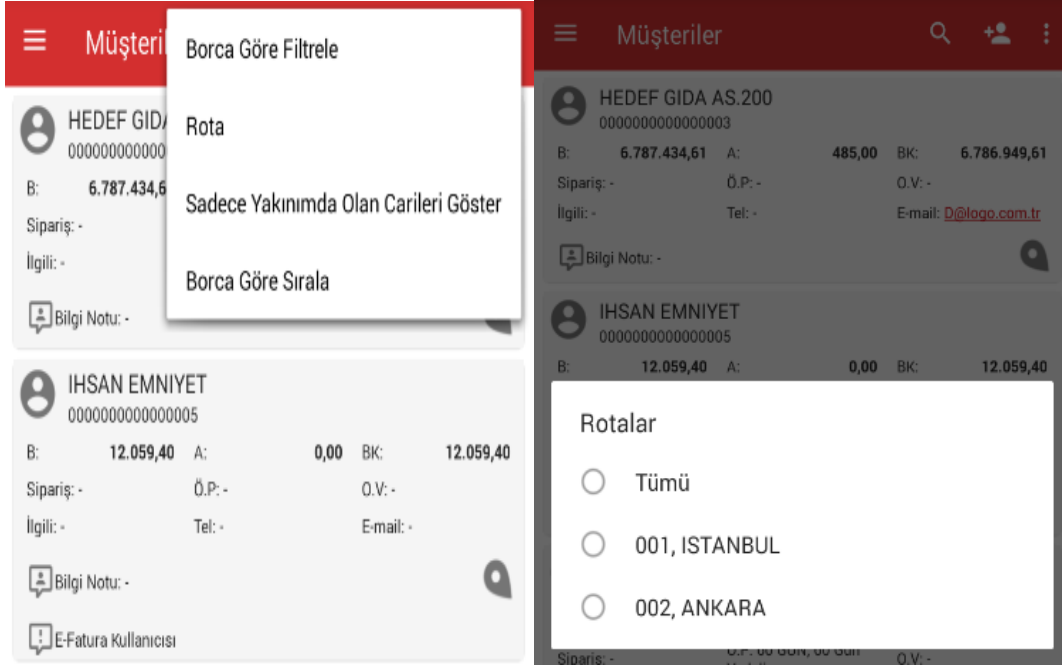 Müşteril
Borca Göre Filtrele
Rota
Sadece Yakınımda Olan Carileri Göster
Borca Göre Sırala
HEDEF GIDA
000000000000
B: 6.787.434,6
Sipariş: -
İlgili: -
Bilgi Notu: -
IHSAN EMNIYET
0000000000000005
B: 12.059,40 A: 0,00 BK: 12.059,40
Sipariş: - Ö.P: - O.V: -
İlgili: - Tel: - E-mail: -
Bilgi Notu: -
E-Fatura Kullanıcısı
Müşteriler
HEDEF GIDA AS.200
0000000000000003
B: 6.787.434,61 A: 485,00 BK: 6.786.949,61
Sipariş: - Ö.P: - O.V: -
İlgili: - Tel: - E-mail: D@logo.com.tr
Bilgi Notu: -
IHSAN EMNIYET
0000000000000005
B: 12.059,40 A: 0,00 BK: 12.059,40
Rotalar
Tümü
001, ISTANBUL
002, ANKARA
Sipariş: - O.V: -